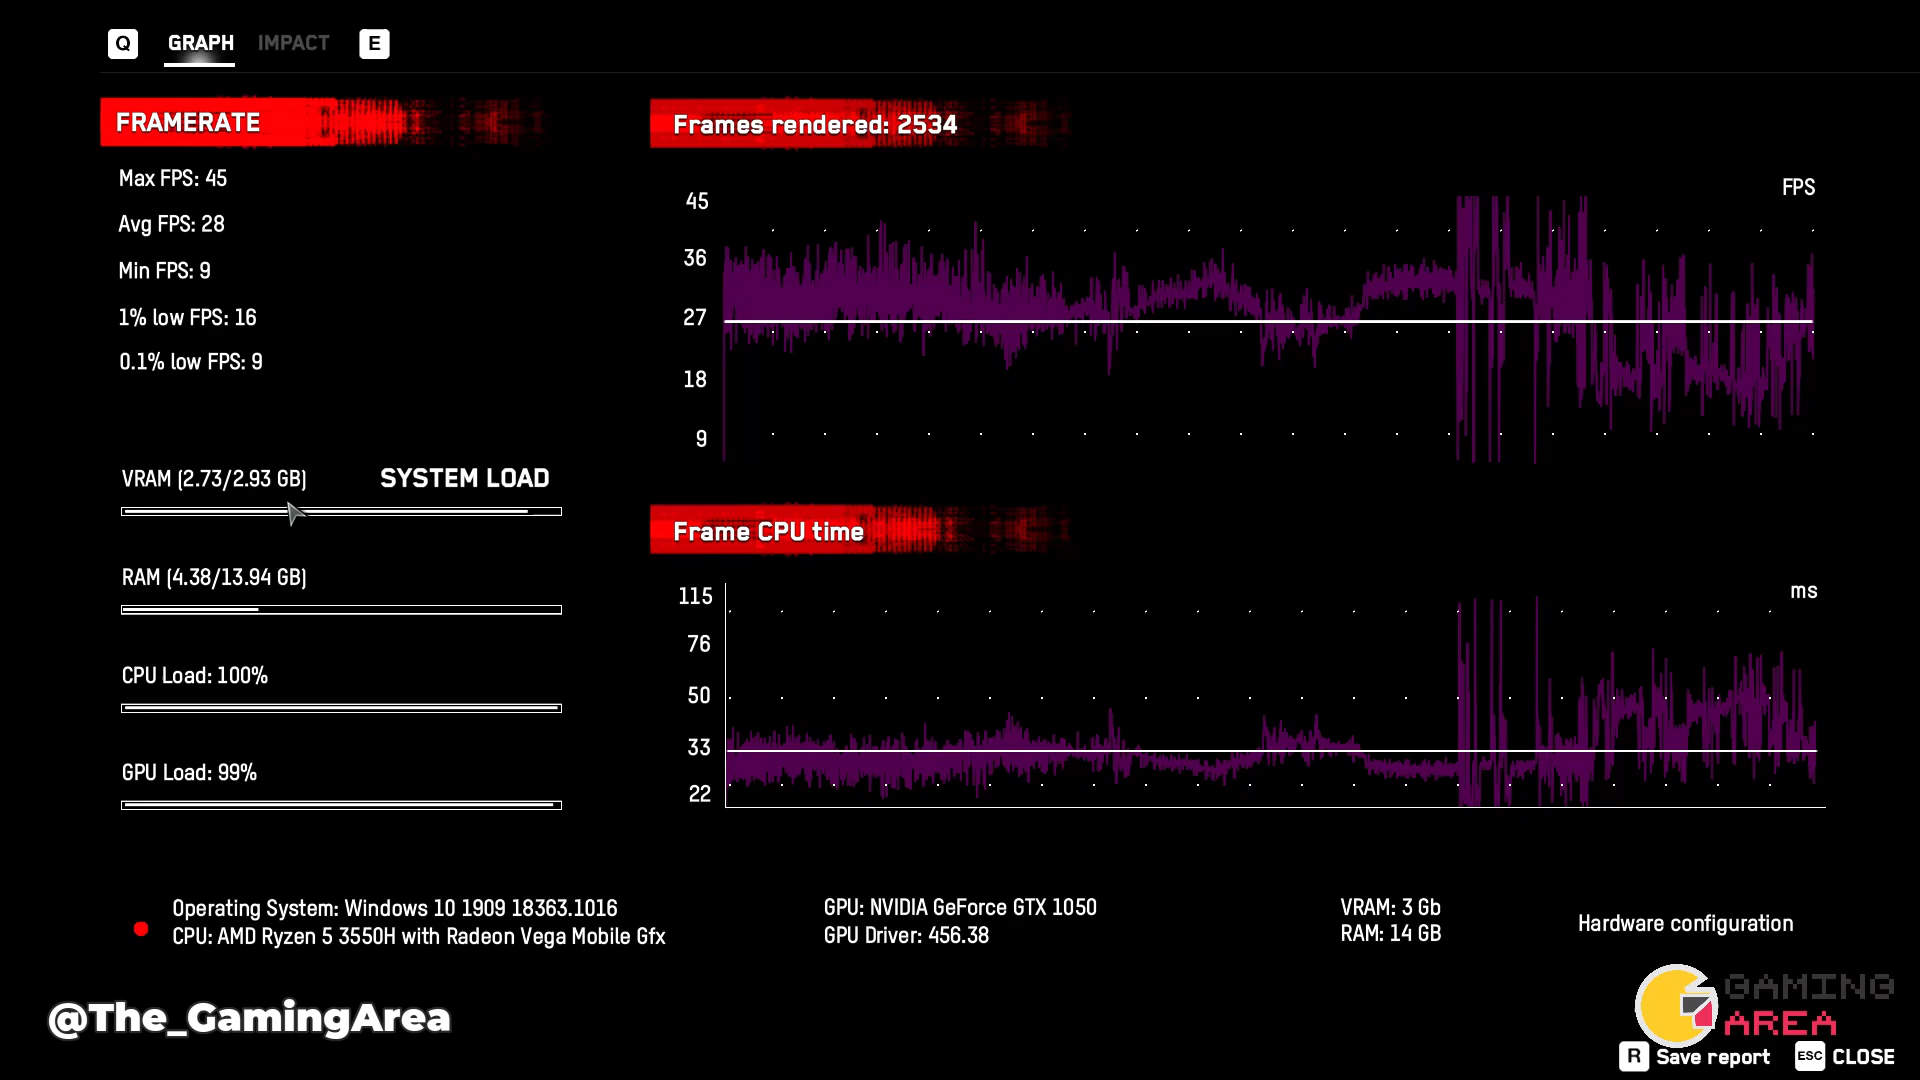 Q GRAPH IMPACT E
FRAMERATE
Max FPS: 45
Avg FPS: 28
Min FPS: 9
1% low FPS: 16
0.1% low FPS: 9
VRAM (2.73/2.93 GB) SYSTEM LOAD
RAM (4.38/13.94 GB)
CPU Load: 100%
GPU Load: 99%
Frames rendered: 2534
FPS
45
36
27
18
9
Frame CPU time
ms
115
76
50
33
22
Operating System: Windows 10 1909 18363.1016
CPU: AMD Ryzen 5 3550H with Radeon Vega Mobile Gfx
GPU: NVIDIA GeForce GTX 1050
GPU Driver: 456.38
VRAM: 3 Gb
RAM: 14 GB
Hardware configuration
@The_GamingArea
GAMING
AREA
R Save report ESC CLOSE